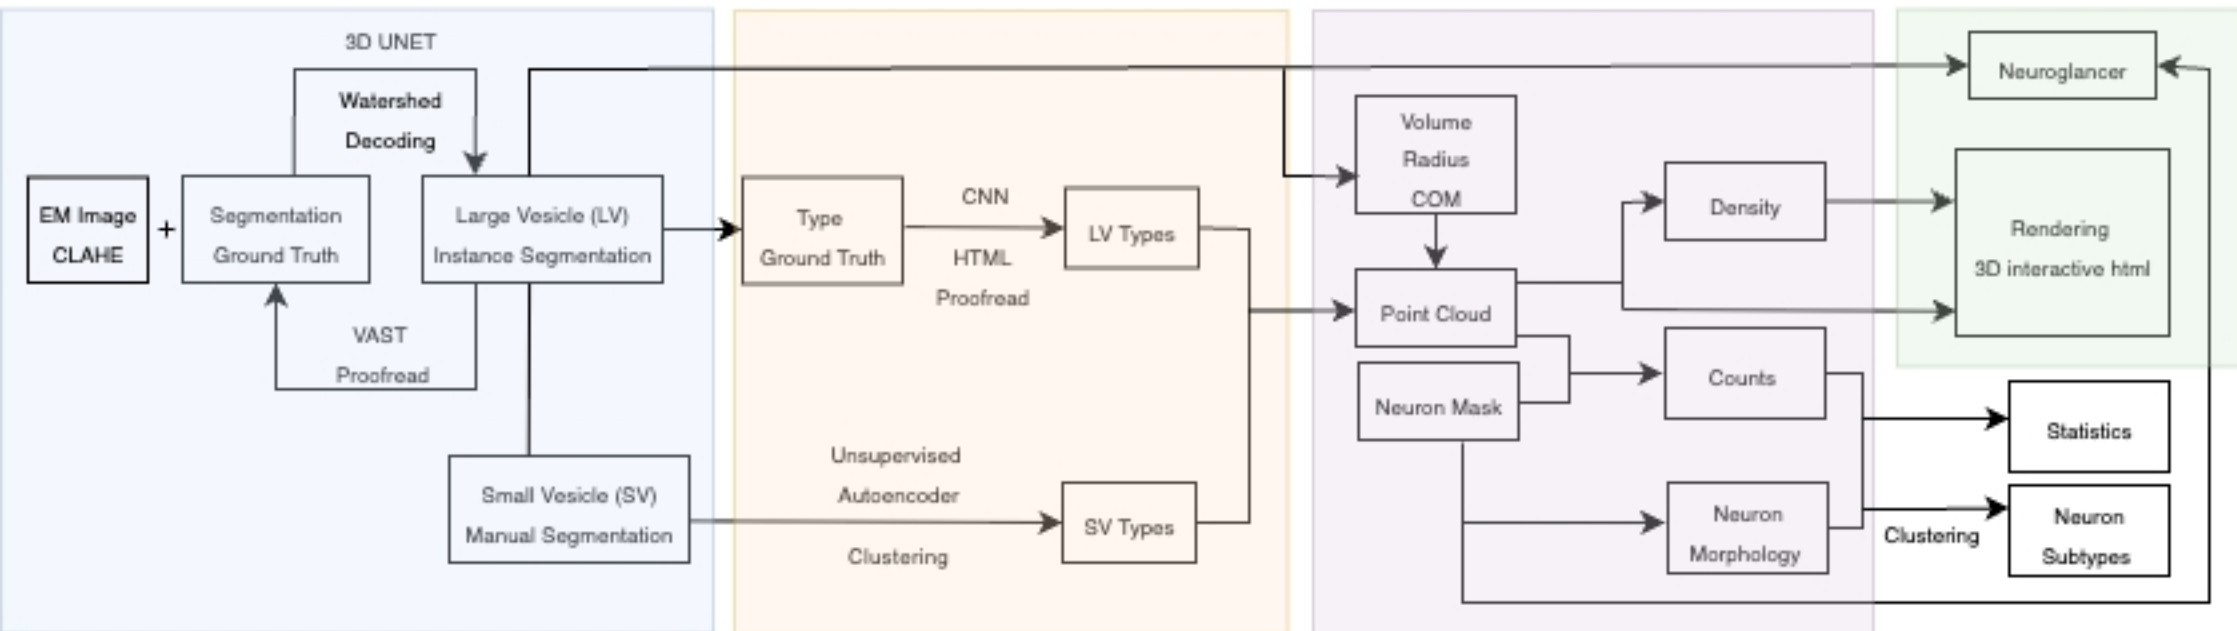 3D UNET
Watershed
Decoding
EM Image
CLAHE
+
Segmentation
Ground Truth
Large Vesicle (LV)
Instance Segmentation
VAST
Proofread
Small Vesicle (SV)
Manual Segmentation
Type
Ground Truth
CNN
HTML
Proofread
LV Types
Unsupervised
Autoencoder
Clustering
SV Types
Volume
Radius
COM
Point Cloud
Neuron Mask
Density
Counts
Neuron
Morphology
Neuroglancer
Rendering
3D interactive html
Statistics
Clustering
Neuron
Subtypes